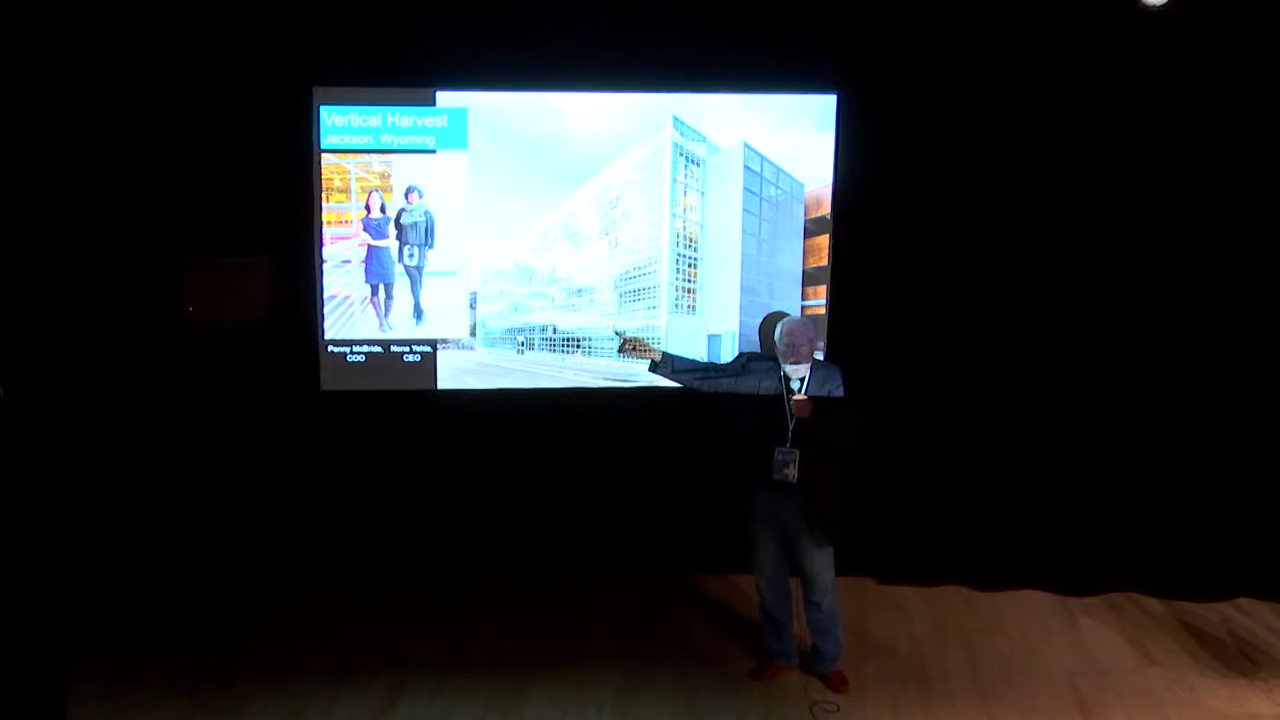 Vertical Harvest
Jackson, Wyoming
Penny McBride, Nona Yehia,
COO CEO